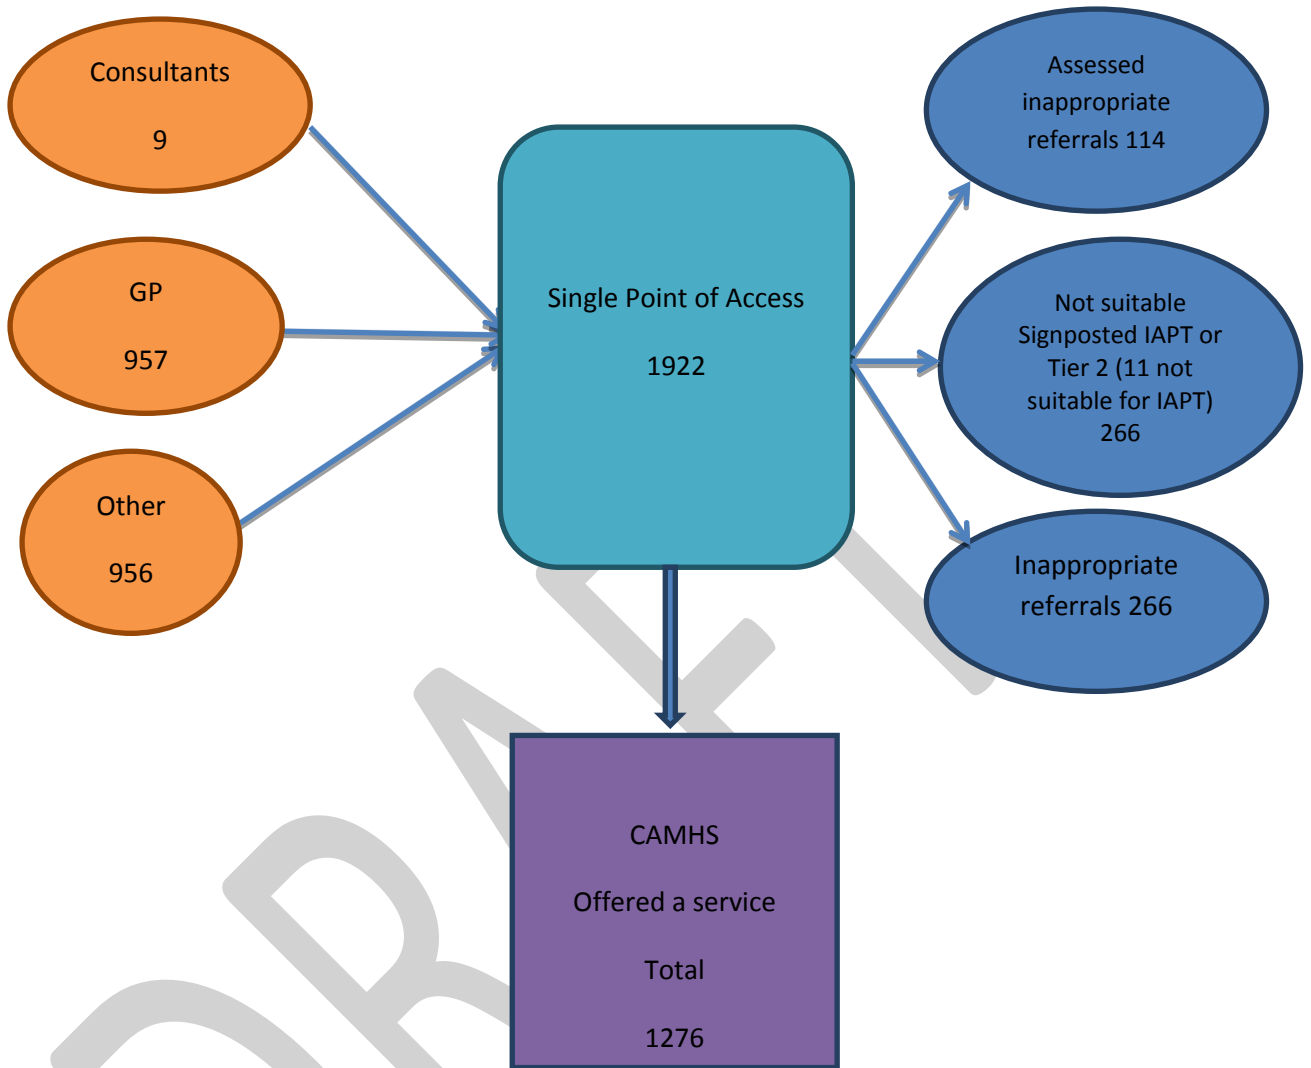 Consultants
9
GP
957
Other
956
Single Point of Access
1922
Assessed
inappropriate
referrals 114
Not suitable
Signposted IAPT or
Tier 2 (11 not
suitable for IAPT)
266
Inappropriate
referrals 266
CAMHS
Offered a service
Total
1276
DRAFT